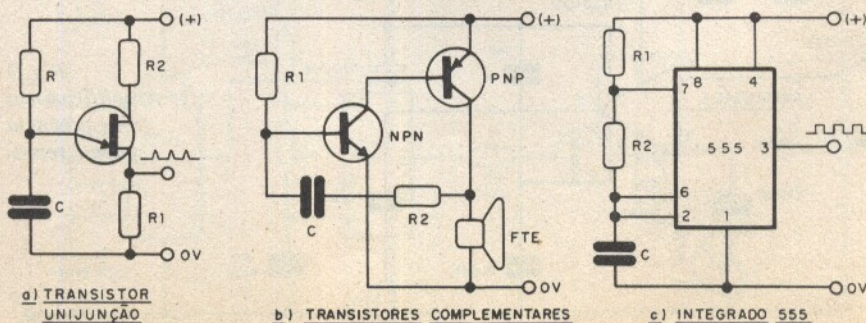 (+)
R
R2
C
R1
0V
a) TRANSISTOR
UNIJUNÇÃO
(+)
R1
PNP
NPN
C
R2
FTE
0V
b) TRANSISTORES COMPLEMENTARES
(+)
R1
8
4
7
R2
555
3
6
2
1
C
0V
c) INTEGRADO 555